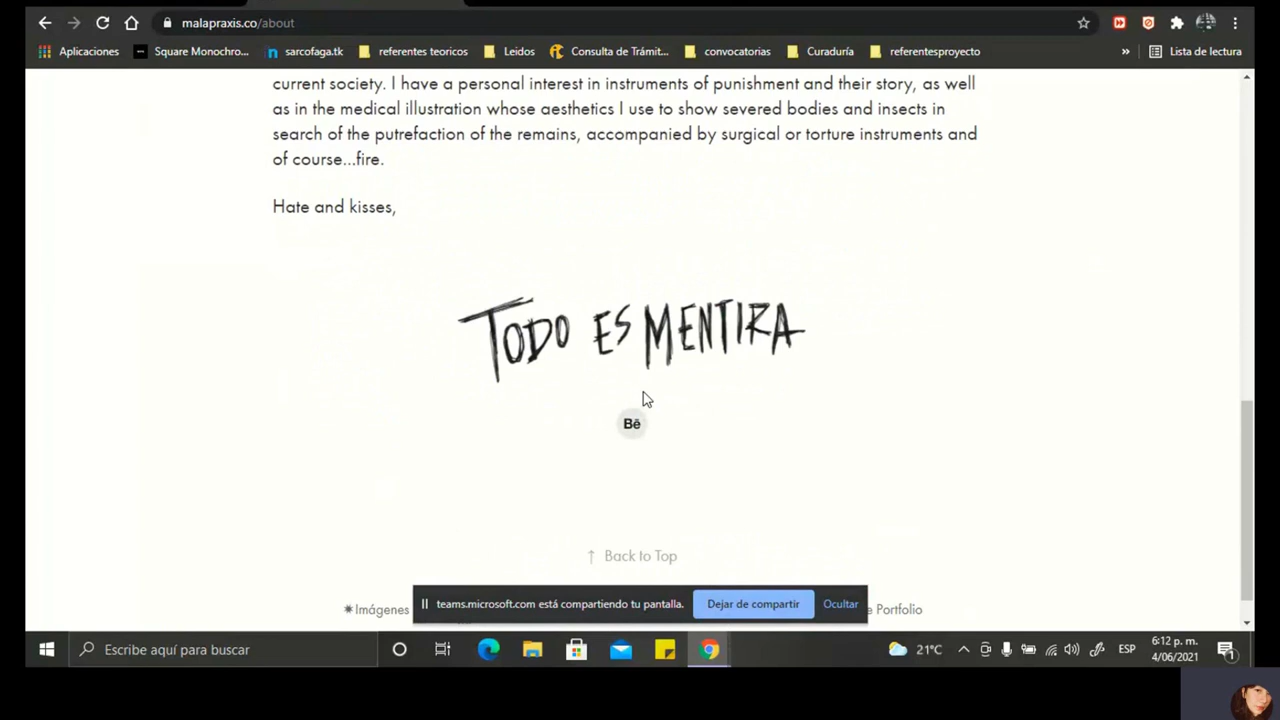 malapraxis.co/about
Aplicaciones Square Monochro... sarcofaga.tk referentes teoricos Leidos Consulta de Trámit... convocatorias Curaduría referentesproyecto » Lista de lectura
current society. I have a personal interest in instruments of punishment and their story, as well
as in the medical illustration whose aesthetics I use to show severed bodies and insects in
search of the putrefaction of the remains, accompanied by surgical or torture instruments and
of course...fire.
Hate and kisses,
TODO ES MENTIRA
Bē
↑ Back to Top
teams.microsoft.com está compartiendo tu pantalla. Dejar de compartir Ocultar
✷Imágenes e Portfolio
Escribe aquí para buscar 21°C ESP 6:12 p. m.
4/06/2021 1